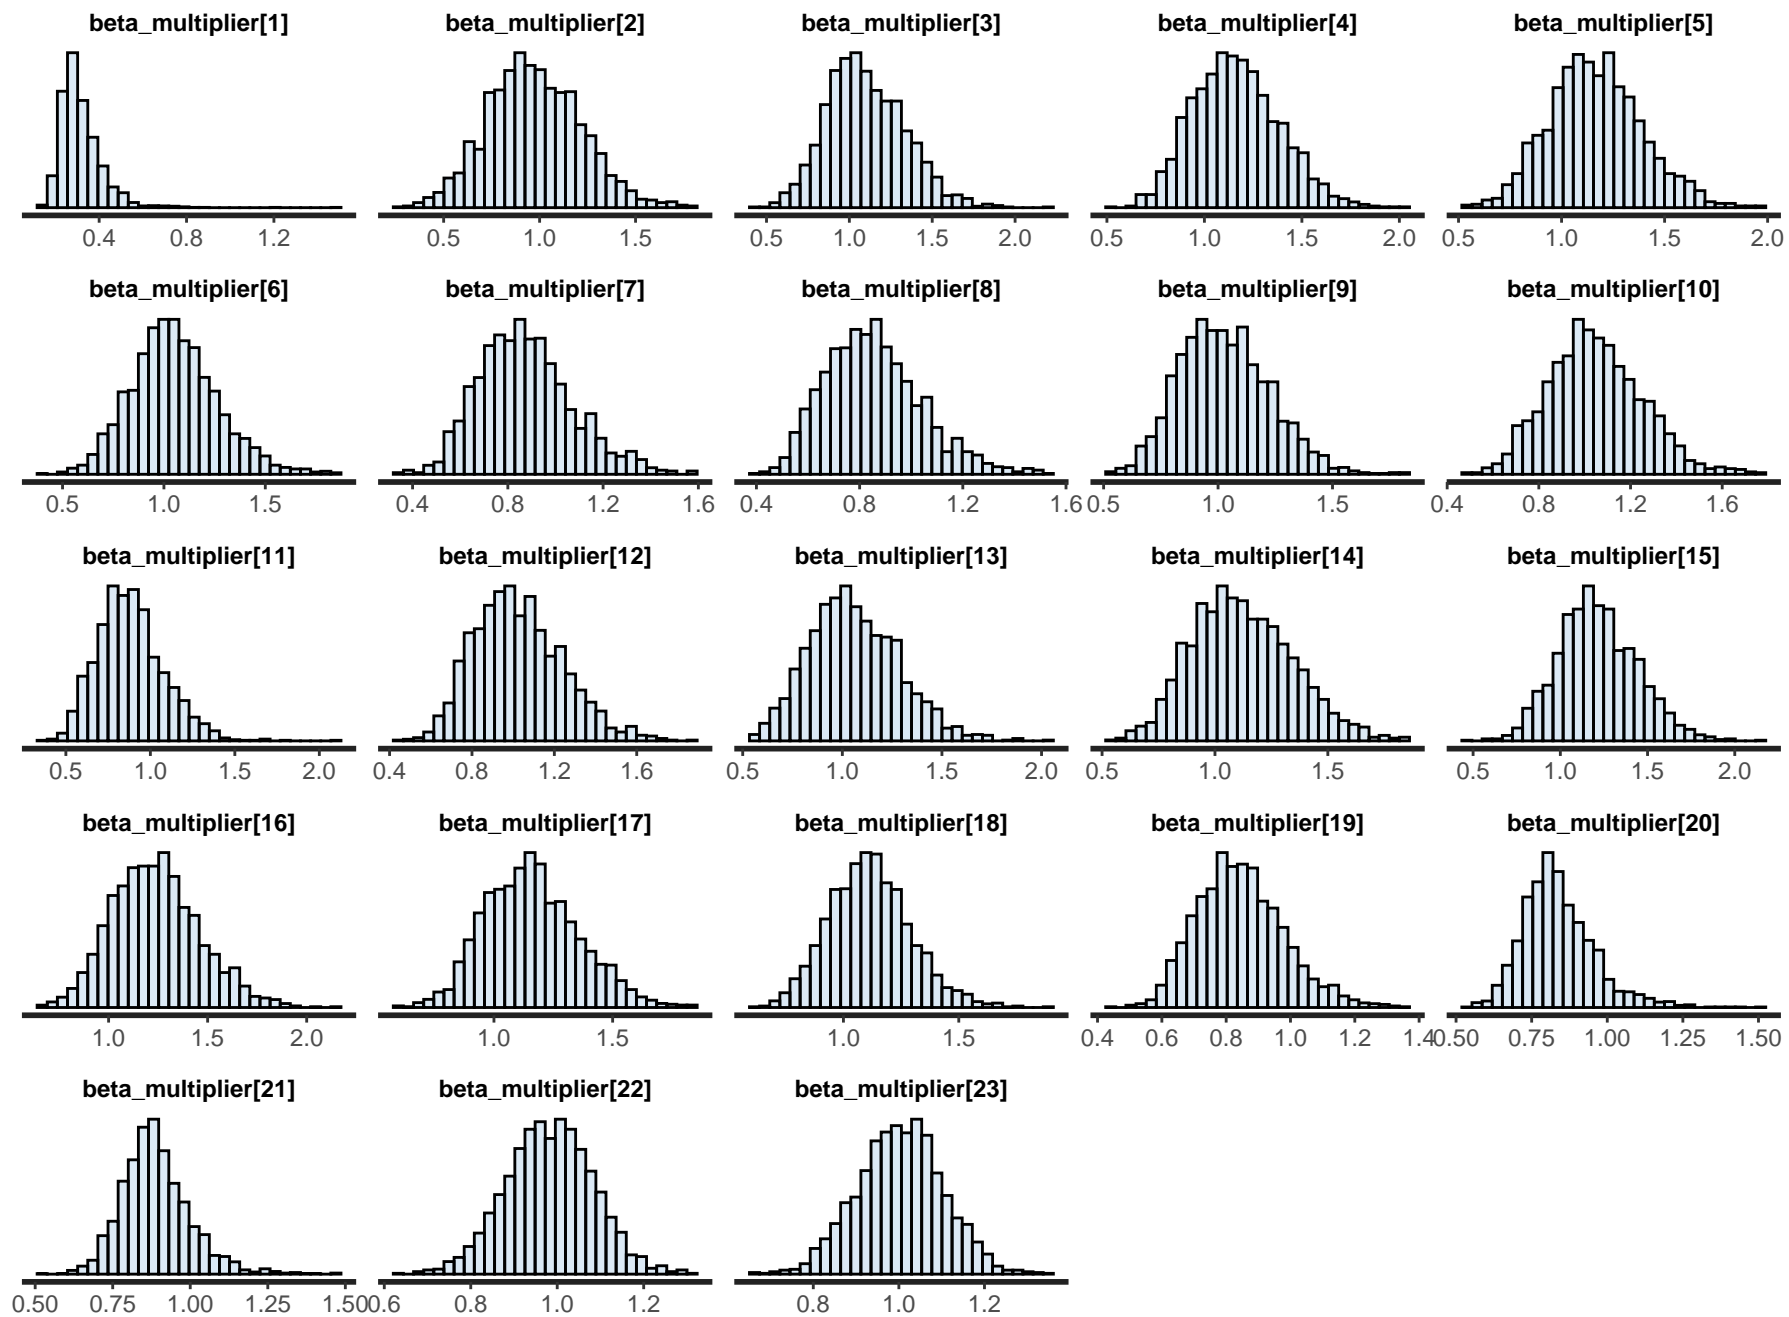 beta_multiplier[1] beta_multiplier[2] beta_multiplier[3] beta_multiplier[4] beta_multiplier[5]
0.4 0.8 1.2 0.5 1.0 1.5 0.5 1.0 1.5 2.0 0.5 1.0 1.5 2.0 0.5 1.0 1.5 2.0
beta_multiplier[6] beta_multiplier[7] beta_multiplier[8] beta_multiplier[9] beta_multiplier[10]
0.5 1.0 1.5 0.4 0.8 1.2 1.6 0.4 0.8 1.2 1.6 0.5 1.0 1.5 0.4 0.8 1.2 1.6
beta_multiplier[11] beta_multiplier[12] beta_multiplier[13] beta_multiplier[14] beta_multiplier[15]
0.5 1.0 1.5 2.0 0.4 0.8 1.2 1.6 0.5 1.0 1.5 2.0 0.5 1.0 1.5 0.5 1.0 1.5 2.0
beta_multiplier[16] beta_multiplier[17] beta_multiplier[18] beta_multiplier[19] beta_multiplier[20]
1.0 1.5 2.0 1.0 1.5 1.0 1.5 0.4 0.6 0.8 1.0 1.2 1.4 0.50 0.75 1.00 1.25 1.50
beta_multiplier[21] beta_multiplier[22] beta_multiplier[23]
0.50 0.75 1.00 1.25 1.50 0.6 0.8 1.0 1.2 0.8 1.0 1.2